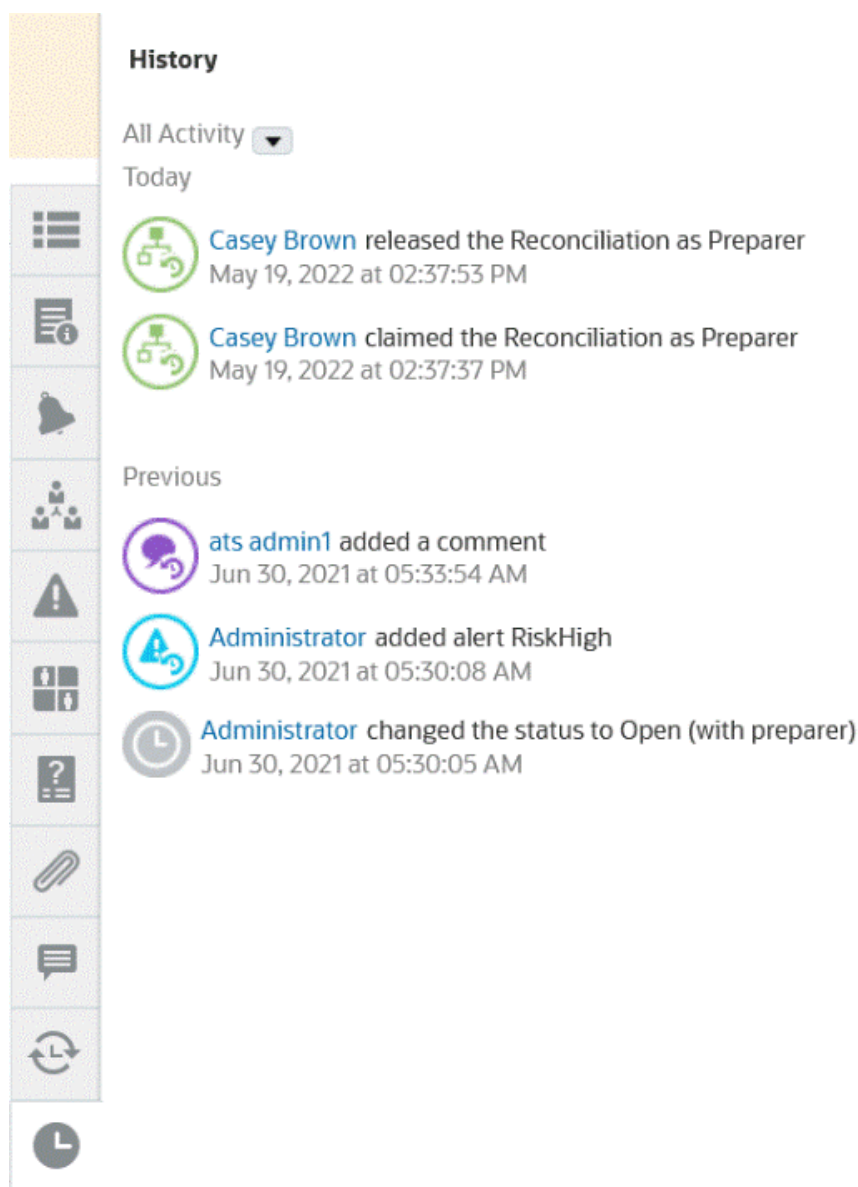 History
All Activity
Today
Casey Brown released the Reconciliation as Preparer
May 19, 2022 at 02:37:53 PM
Casey Brown claimed the Reconciliation as Preparer
May 19, 2022 at 02:37:37 PM
Previous
ats admin1 added a comment
Jun 30, 2021 at 05:33:54 AM
Administrator added alert RiskHigh
Jun 30, 2021 at 05:30:08 AM
Administrator changed the status to Open (with preparer)
Jun 30, 2021 at 05:30:05 AM